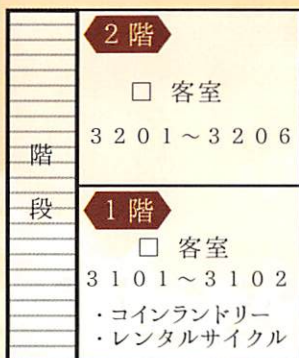 階段
2階
□ 客室
3201～3206
1階
□ 客室
3101～3102
・コインランドリー
・レンタルサイクル